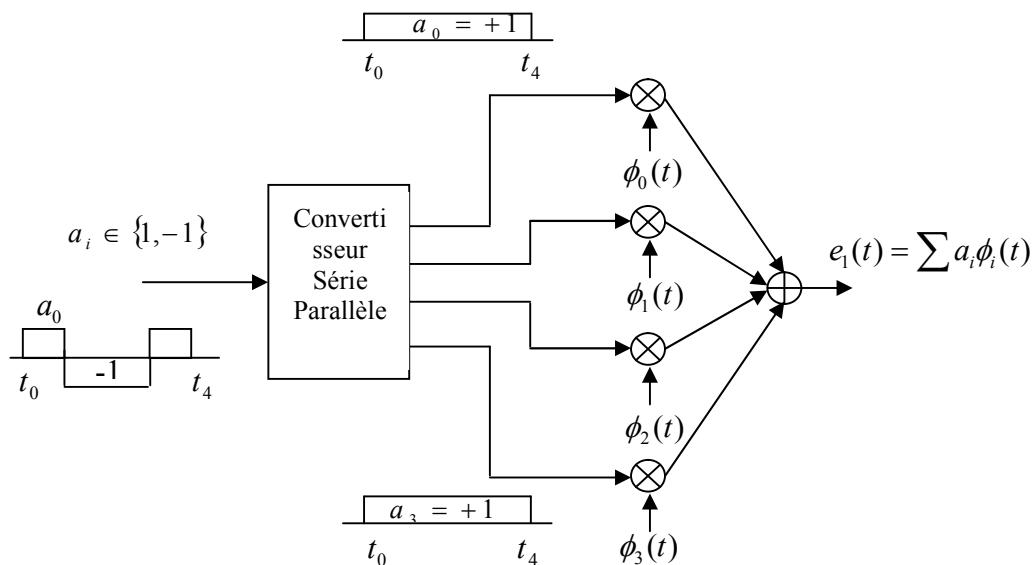 a₀ = +1
t₀ t₄
ϕ₀(t)
Converti
sseur
Série
Parallèle
aᵢ ∈ {1,−1}
e₁(t) = ∑ aᵢϕᵢ(t)
ϕ₁(t)
a₀
-1
t₀ t₄
ϕ₂(t)
a₃ = +1
t₀ t₄
ϕ₃(t)